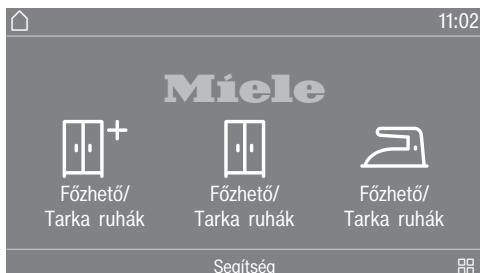 11:02
Miele
Főzhető/ Főzhető/ Főzhető/
Tarka ruhák Tarka ruhák Tarka ruhák
Segítség